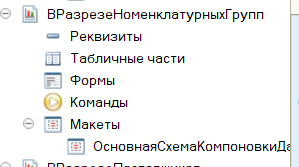 ВРазрезеНоменклатурныхГрупп
Реквизиты
Табличные части
Формы
Команды
Макеты
ОсновнаяСхемаКомпоновкиДа